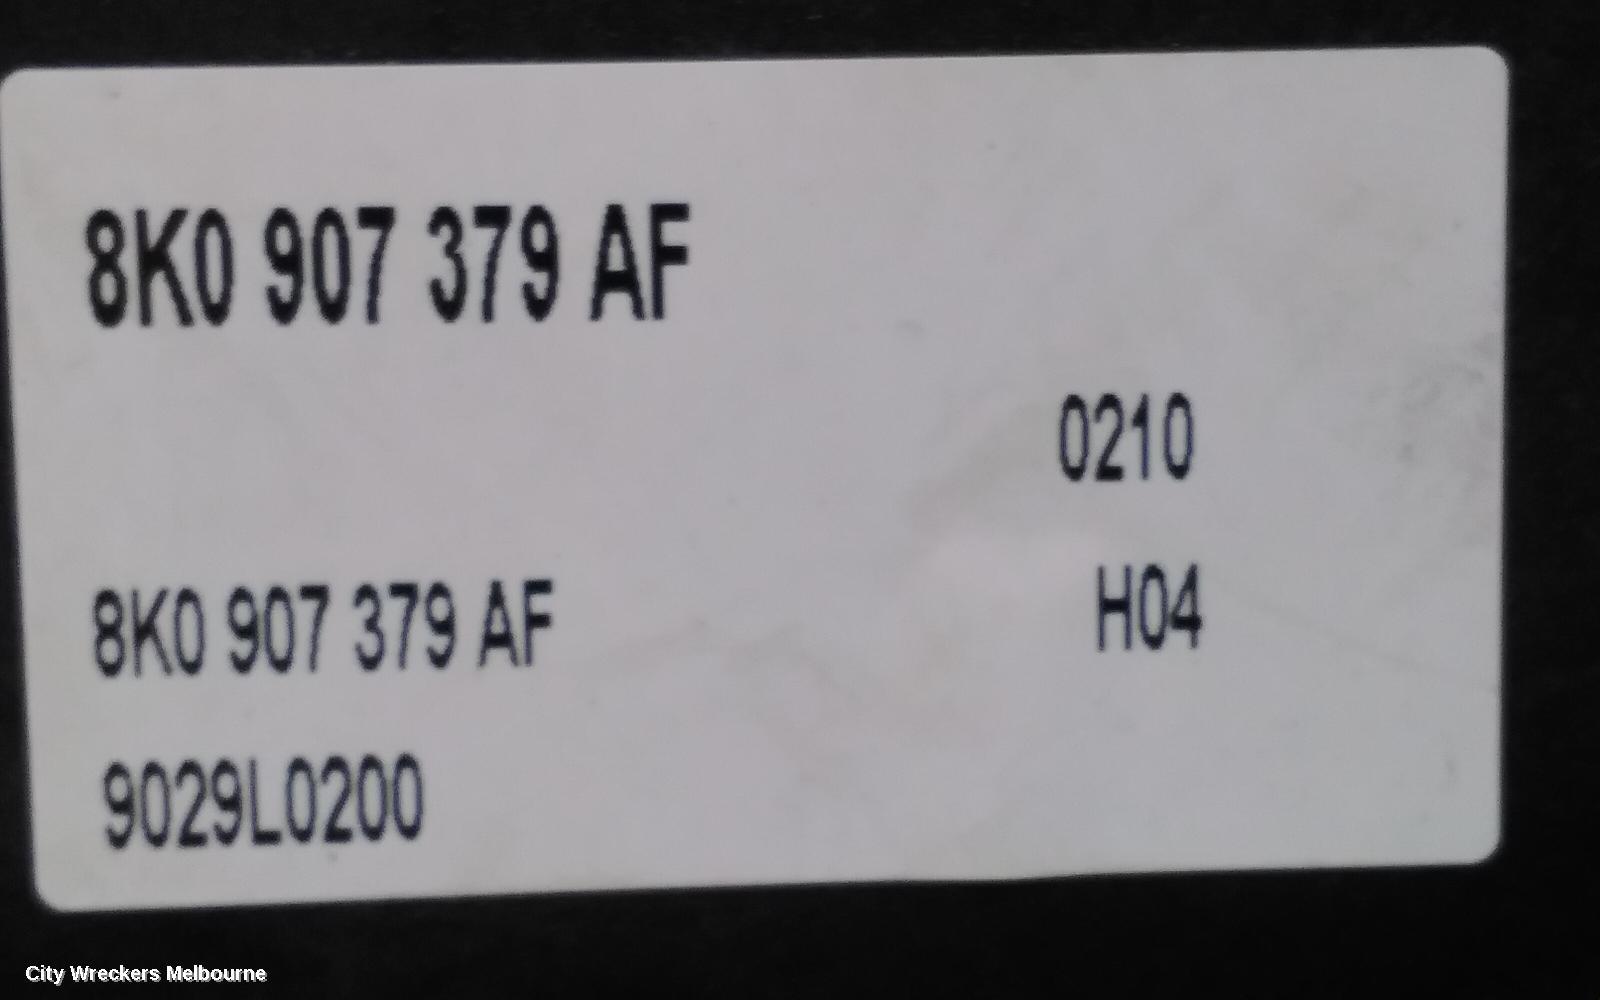 8K0 907 379 AF
0210
8K0 907 379 AF H04
9029L0200
City Wreckers Melbourne